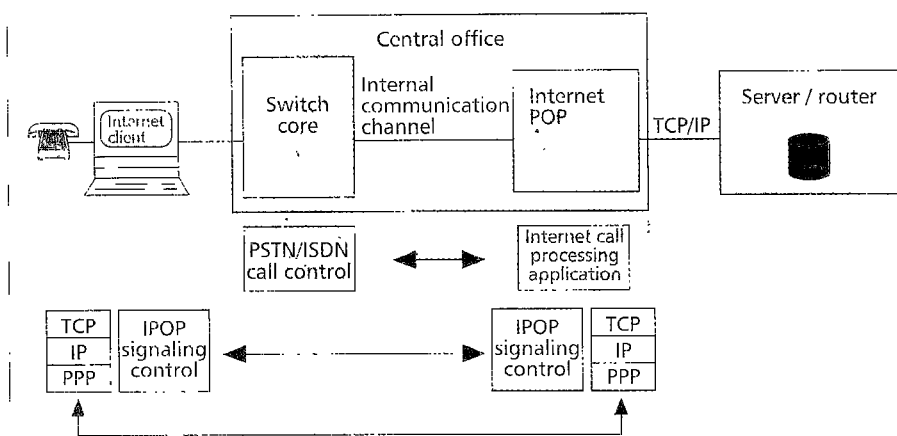 Central office
Internet
client
Switch
core
Internal
communication
channel
Internet
POP
TCP/IP
Server / router
PSTN/ISDN
call control
Internet call
processing
application
TCP
IP
PPP
IPOP
signaling
control
IPOP
signaling
control
TCP
IP
PPP